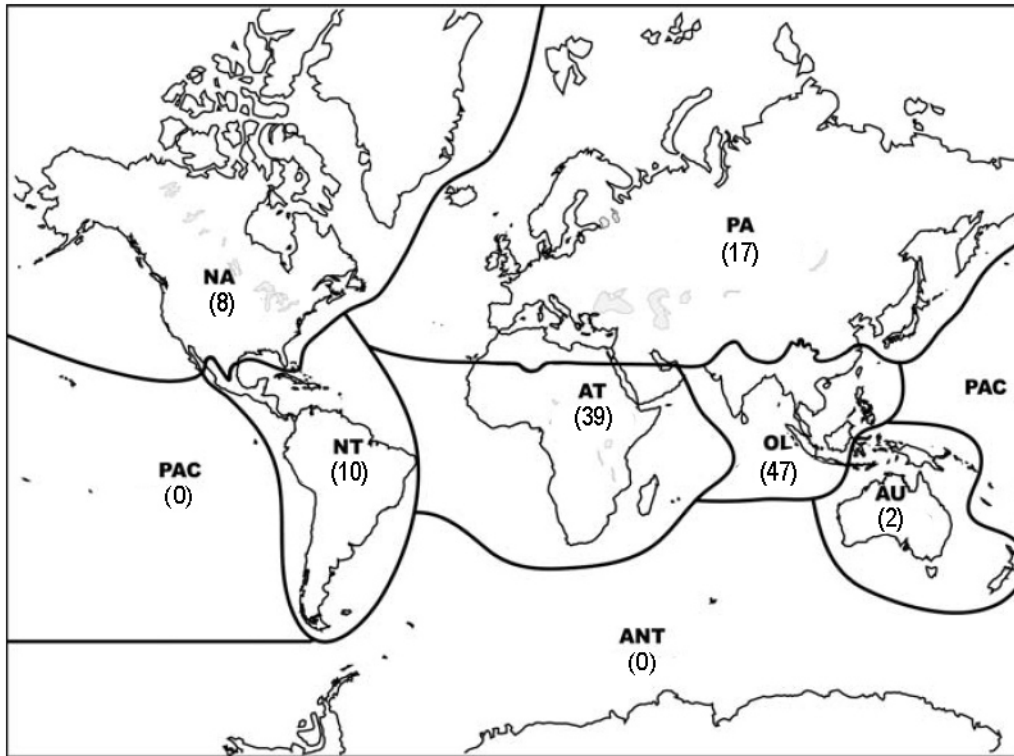 PA
(17)
NA
(8)
AT
(39)
PAC
NT
(10)
OL
(47)
PAC
(0)
AU
(2)
ANT
(0)